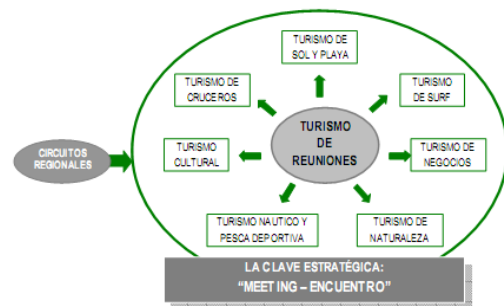 TURISMO DE
SOL Y PLAYA
TURISMO DE
CRUCEROS
TURISMO
DE SURF
TURISMO
DE
REUNIONES
CIRCUITOS
REGIONALES
TURISMO
CULTURAL
TURISMO DE
NEGOCIOS
TURISMO NAUTICO Y
PESCA DEPORTIVA
TURISMO DE
NATURALEZA
LA CLAVE ESTRATÉGICA:
“MEETING – ENCUENTRO”